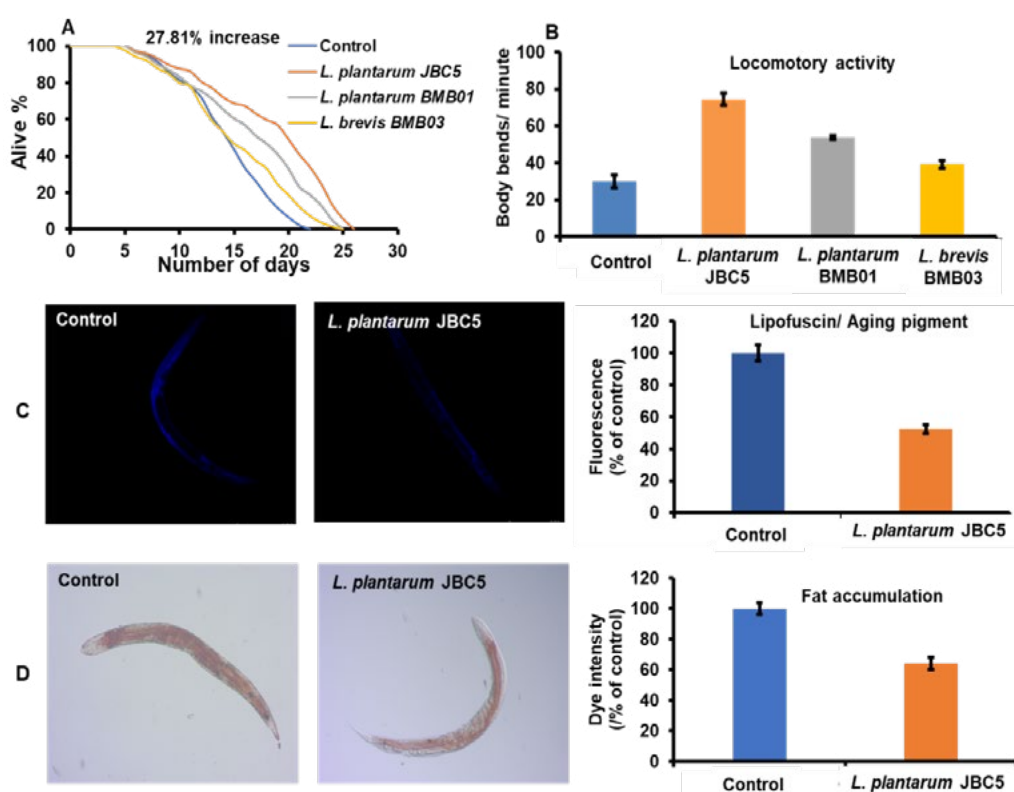 A
27.81% increase
Control
L. plantarum JBC5
L. plantarum BMB01
L. brevis BMB03
Alive %
100
80
60
40
20
0
0 5 10 15 20 25 30
Number of days
B
Locomotory activity
Body bends/ minute
100
80
60
40
20
0
Control
L. plantarum
JBC5
L. plantarum
BMB01
L. brevis
BMB03
C
Control
L. plantarum JBC5
Lipofuscin/ Aging pigment
Fluorescence
(% of control)
120
100
80
60
40
20
0
Control
L. plantarum JBC5
D
Control
L. plantarum JBC5
Fat accumulation
Dye intensity
(/% of control)
120
100
80
60
40
20
0
Control
L. plantarum JBC5